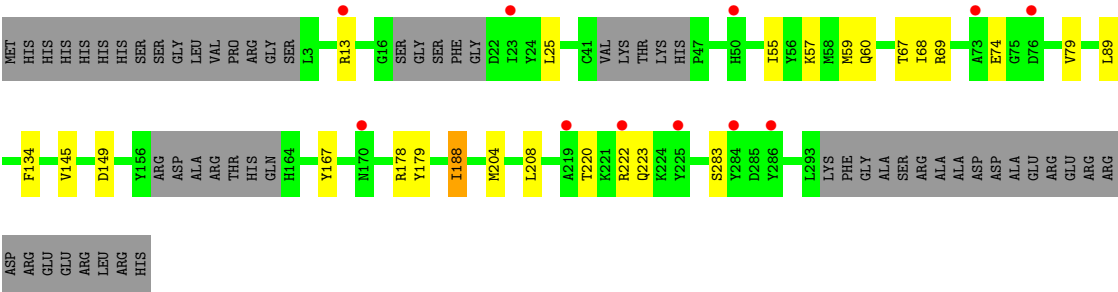 MET HIS HIS HIS HIS HIS HIS SER SER GLY LEU VAL PRO ARG GLY SER L3 R13 G16 SER GLY SER PHE GLY D22 I23 Y24 L25 C41 VAL LYS THR LYS HIS P47 H50 I55 Y56 K57 M58 M59 Q60 T67 I68 R69 A73 E74 G75 D76 V79 L89
F134 V145 D149 Y156 ARG ASP ALA ARG THR HIS GLN H164 Y167 N170 R178 Y179 I188 M204 L208 A219 T220 K221 R222 Q223 K224 Y225 S283 Y284 D285 Y286 L293 LYS PHE GLY ALA SER ARG ALA ALA ASP ASP ALA GLU ARG GLU ARG ARG
ASP ARG GLU GLU ARG LEU ARG HIS